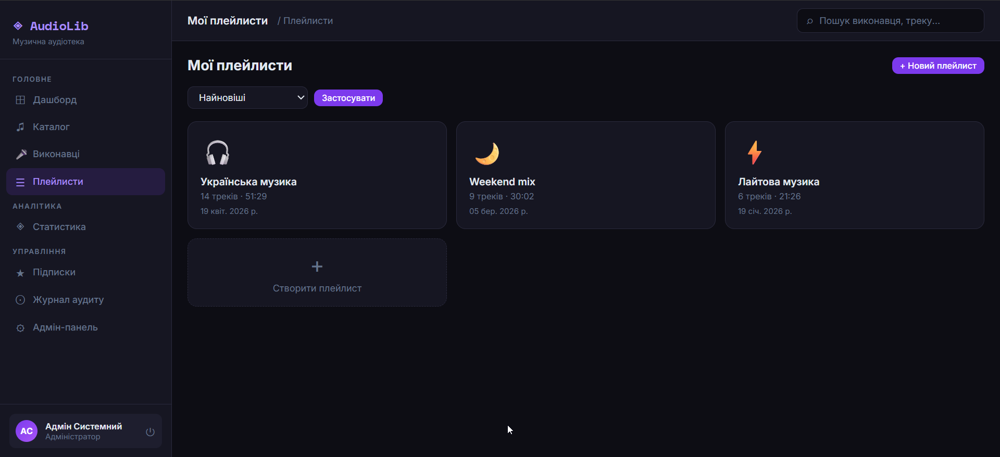 AudioLib
Музична аудіотека
ГОЛОВНЕ
Дашборд
Каталог
Виконавці
Плейлисти
АНАЛІТИКА
Статистика
УПРАВЛІННЯ
Підписки
Журнал аудиту
Адмін-панель
АС
Адмін Системний
Адміністратор
Мої плейлисти / Плейлисти
Пошук виконавця, треку...
Мої плейлисти
+ Новий плейлист
Найновіші
Застосувати
Українська музика
14 треків · 51:29
19 квіт. 2026 р.
Weekend mix
9 треків · 30:02
05 бер. 2026 р.
Лайтова музика
6 треків · 21:26
19 січ. 2026 р.
+
Створити плейлист